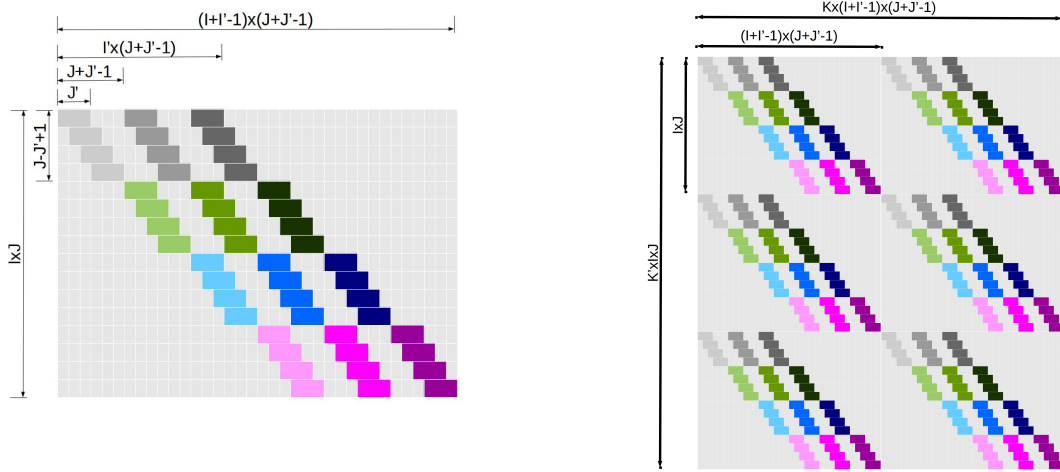 (I+I'-1)x(J+J'-1)
I'x(J+J'-1)
J+J'-1
J'
J-J'+1
IxJ
Kx(I+I'-1)x(J+J'-1)
(I+I'-1)x(J+J'-1)
IxJ
K'xIxJ